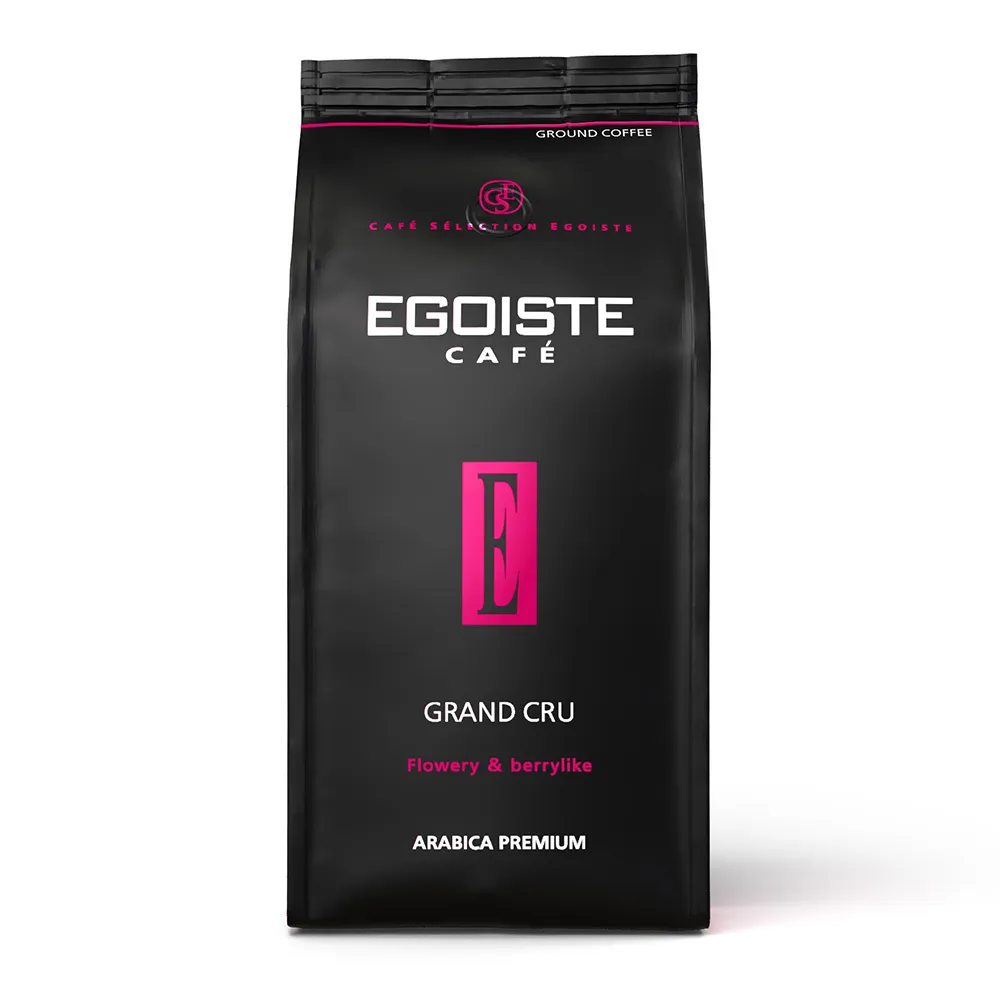 GROUND COFFEE
CAFÉ SÉLECTION EGOISTE
EGOISTE
CAFÉ
E
GRAND CRU
Flowery & berrylike
ARABICA PREMIUM